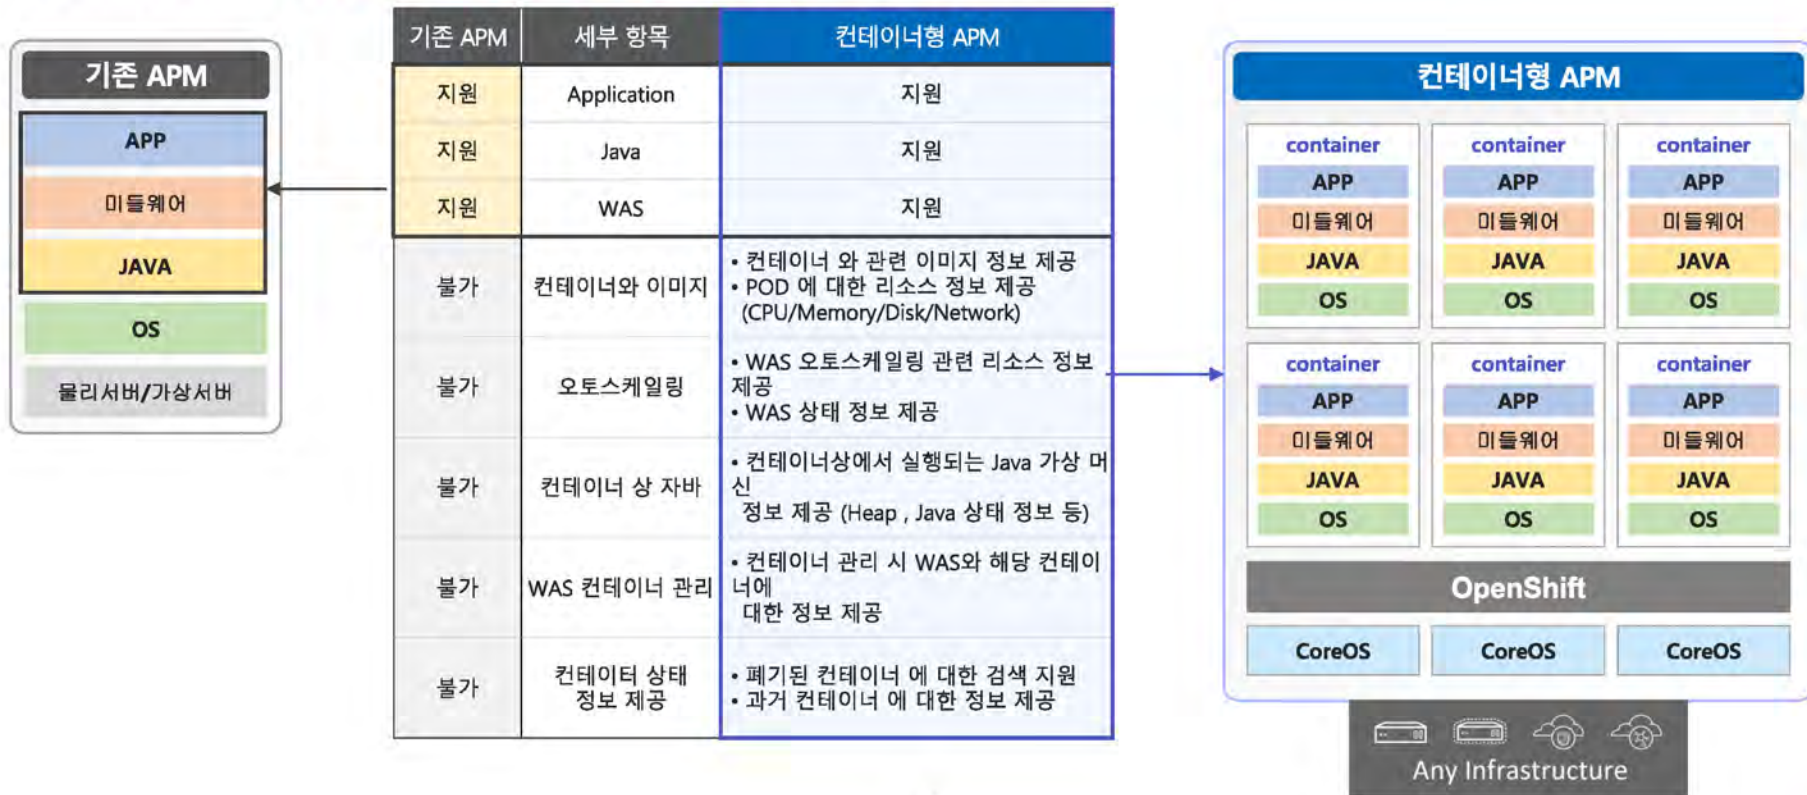 기존 APM
APP
미들웨어
JAVA
OS
물리서버/가상서버
기존 APM 세부 항목 컨테이너형 APM
지원 Application 지원
지원 Java 지원
지원 WAS 지원
불가 컨테이너와 이미지
• 컨테이너 와 관련 이미지 정보 제공
• POD 에 대한 리소스 정보 제공
(CPU/Memory/Disk/Network)
불가 오토스케일링
• WAS 오토스케일링 관련 리소스 정보
제공
• WAS 상태 정보 제공
불가 컨테이너 상 자바
• 컨테이너상에서 실행되는 Java 가상 머
신
정보 제공 (Heap , Java 상태 정보 등)
불가 WAS 컨테이너 관리
• 컨테이너 관리 시 WAS와 해당 컨테이
너에
대한 정보 제공
불가 컨테이터 상태
정보 제공
• 폐기된 컨테이너 에 대한 검색 지원
• 과거 컨테이너 에 대한 정보 제공
컨테이너형 APM
container container container
APP APP APP
미들웨어 미들웨어 미들웨어
JAVA JAVA JAVA
OS OS OS
container container container
APP APP APP
미들웨어 미들웨어 미들웨어
JAVA JAVA JAVA
OS OS OS
OpenShift
CoreOS CoreOS CoreOS
Any Infrastructure